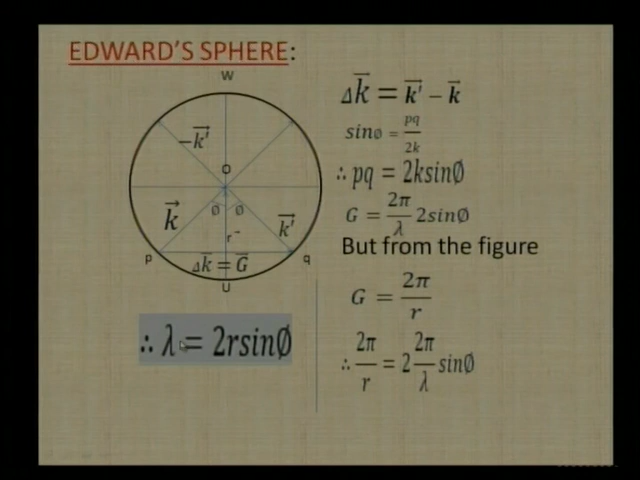 EDWARD'S SPHERE:
W
-k⃗'
O
k⃗
ø ø
k⃗'
r
p
Δk⃗ = G⃗
q
U
Δk⃗ = k⃗' − k⃗
sinø = pq/2k
∴ pq = 2ksinØ
G = 2π/λ 2sinØ
But from the figure
G = 2π/r
∴ 2π/r = 2 2π/λ sinØ
∴ λ = 2rsinØ